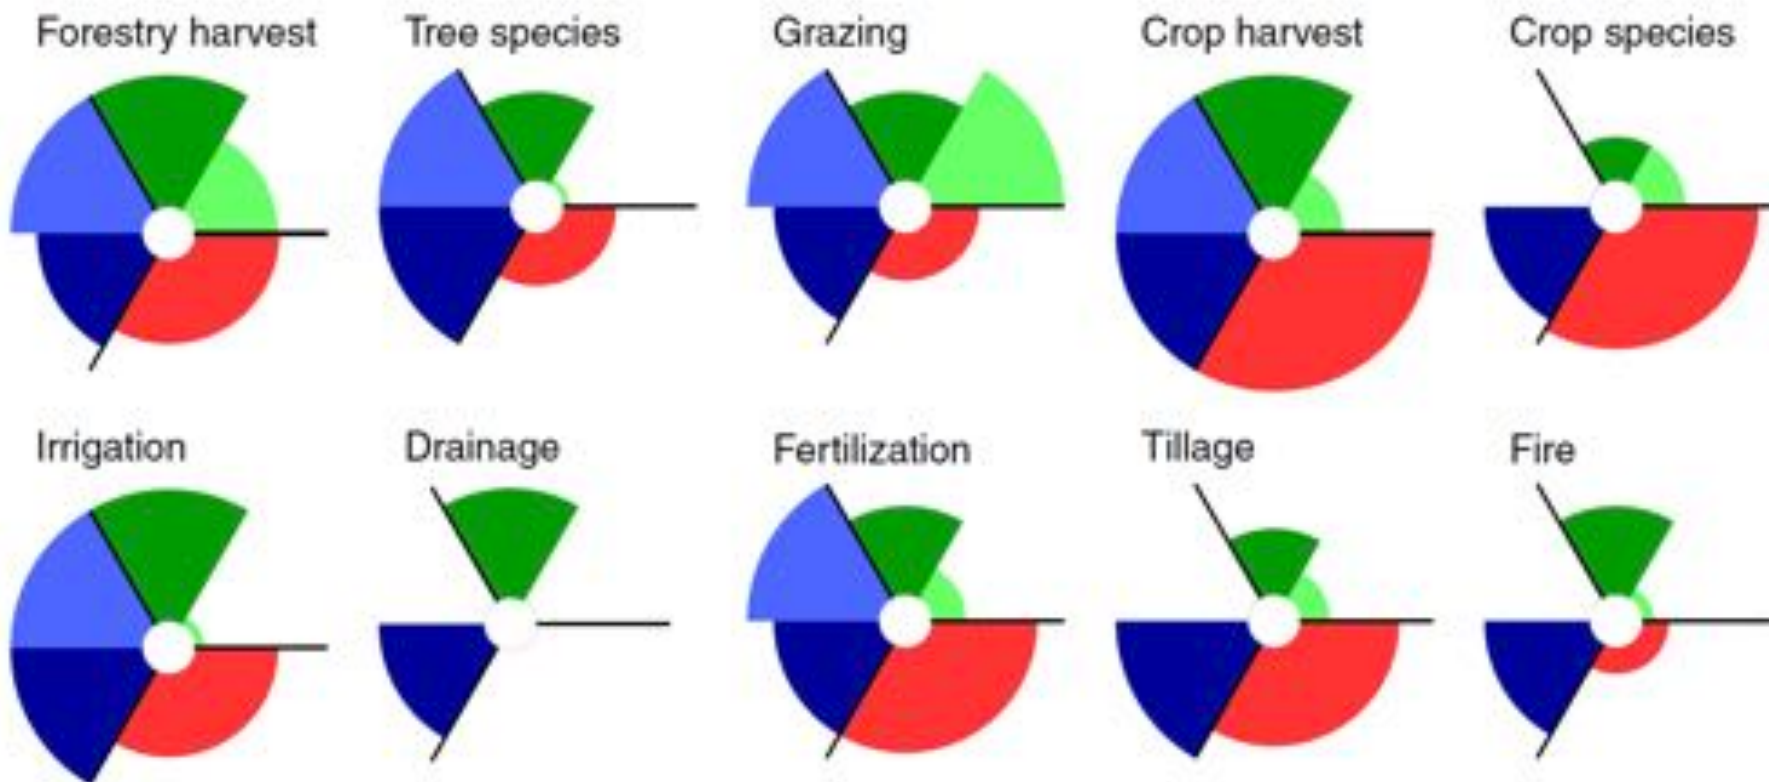 Forestry harvest
Tree species
Grazing
Crop harvest
Crop species
Irrigation
Drainage
Fertilization
Tillage
Fire